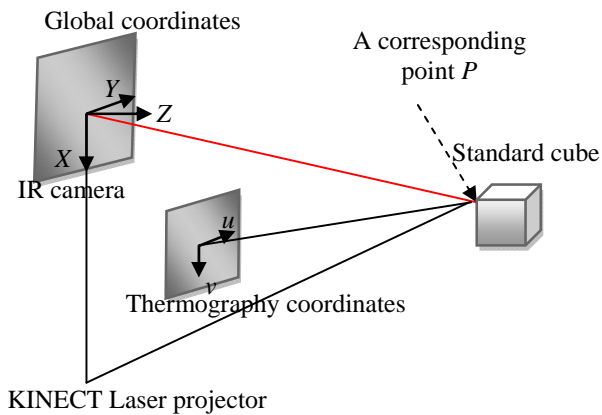 Global coordinates
A corresponding
point P
Y
Z
X
Standard cube
IR camera
u
v
Thermography coordinates
KINECT Laser projector